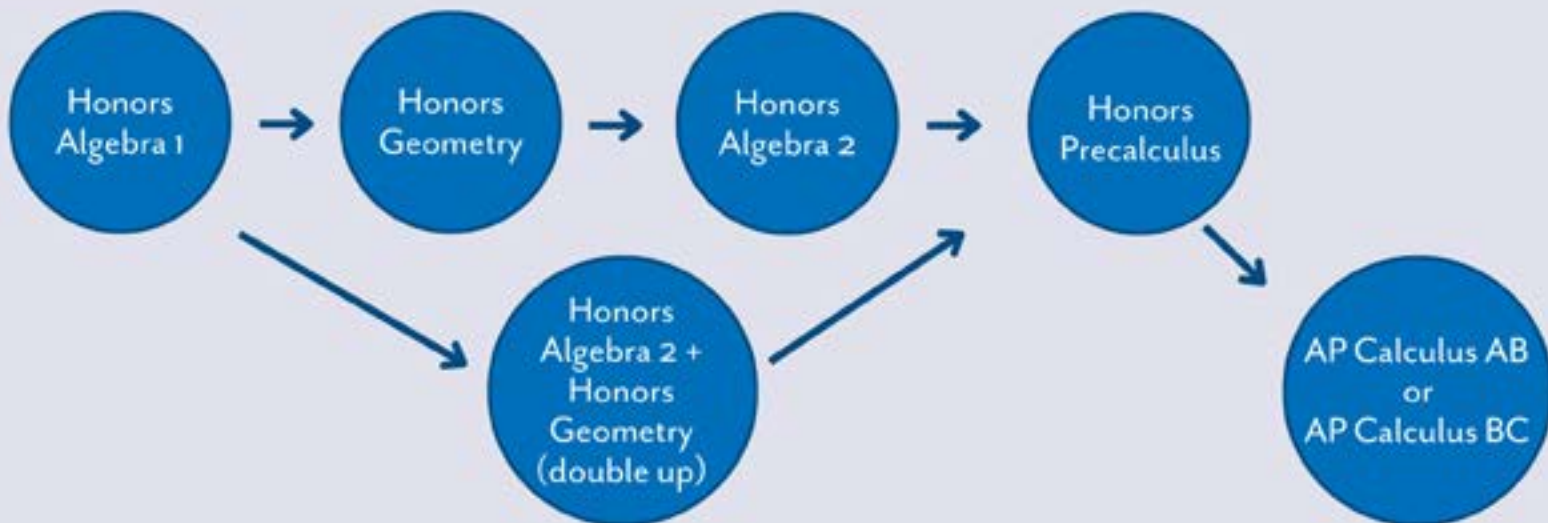 Honors
Algebra 1
Honors
Geometry
Honors
Algebra 2
Honors
Precalculus
Honors
Algebra 2 +
Honors
Geometry
(double up)
AP Calculus AB
or
AP Calculus BC